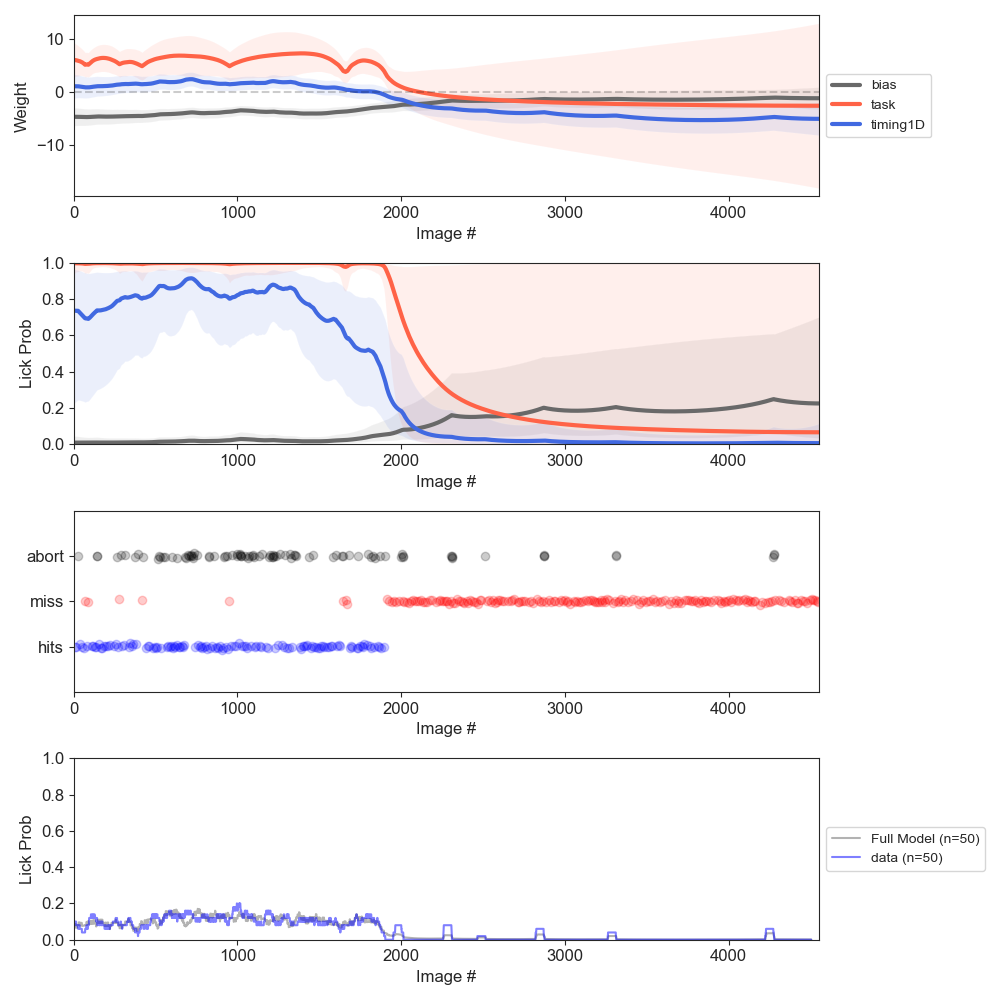 10
0
−10
Weight
0 1000 2000 3000 4000
Image #
bias
task
timing1D
1.0
0.8
0.6
0.4
0.2
0.0
Lick Prob
0 1000 2000 3000 4000
Image #
abort
miss
hits
0 1000 2000 3000 4000
Image #
1.0
0.8
0.6
0.4
0.2
0.0
Lick Prob
0 1000 2000 3000 4000
Image #
Full Model (n=50)
data (n=50)